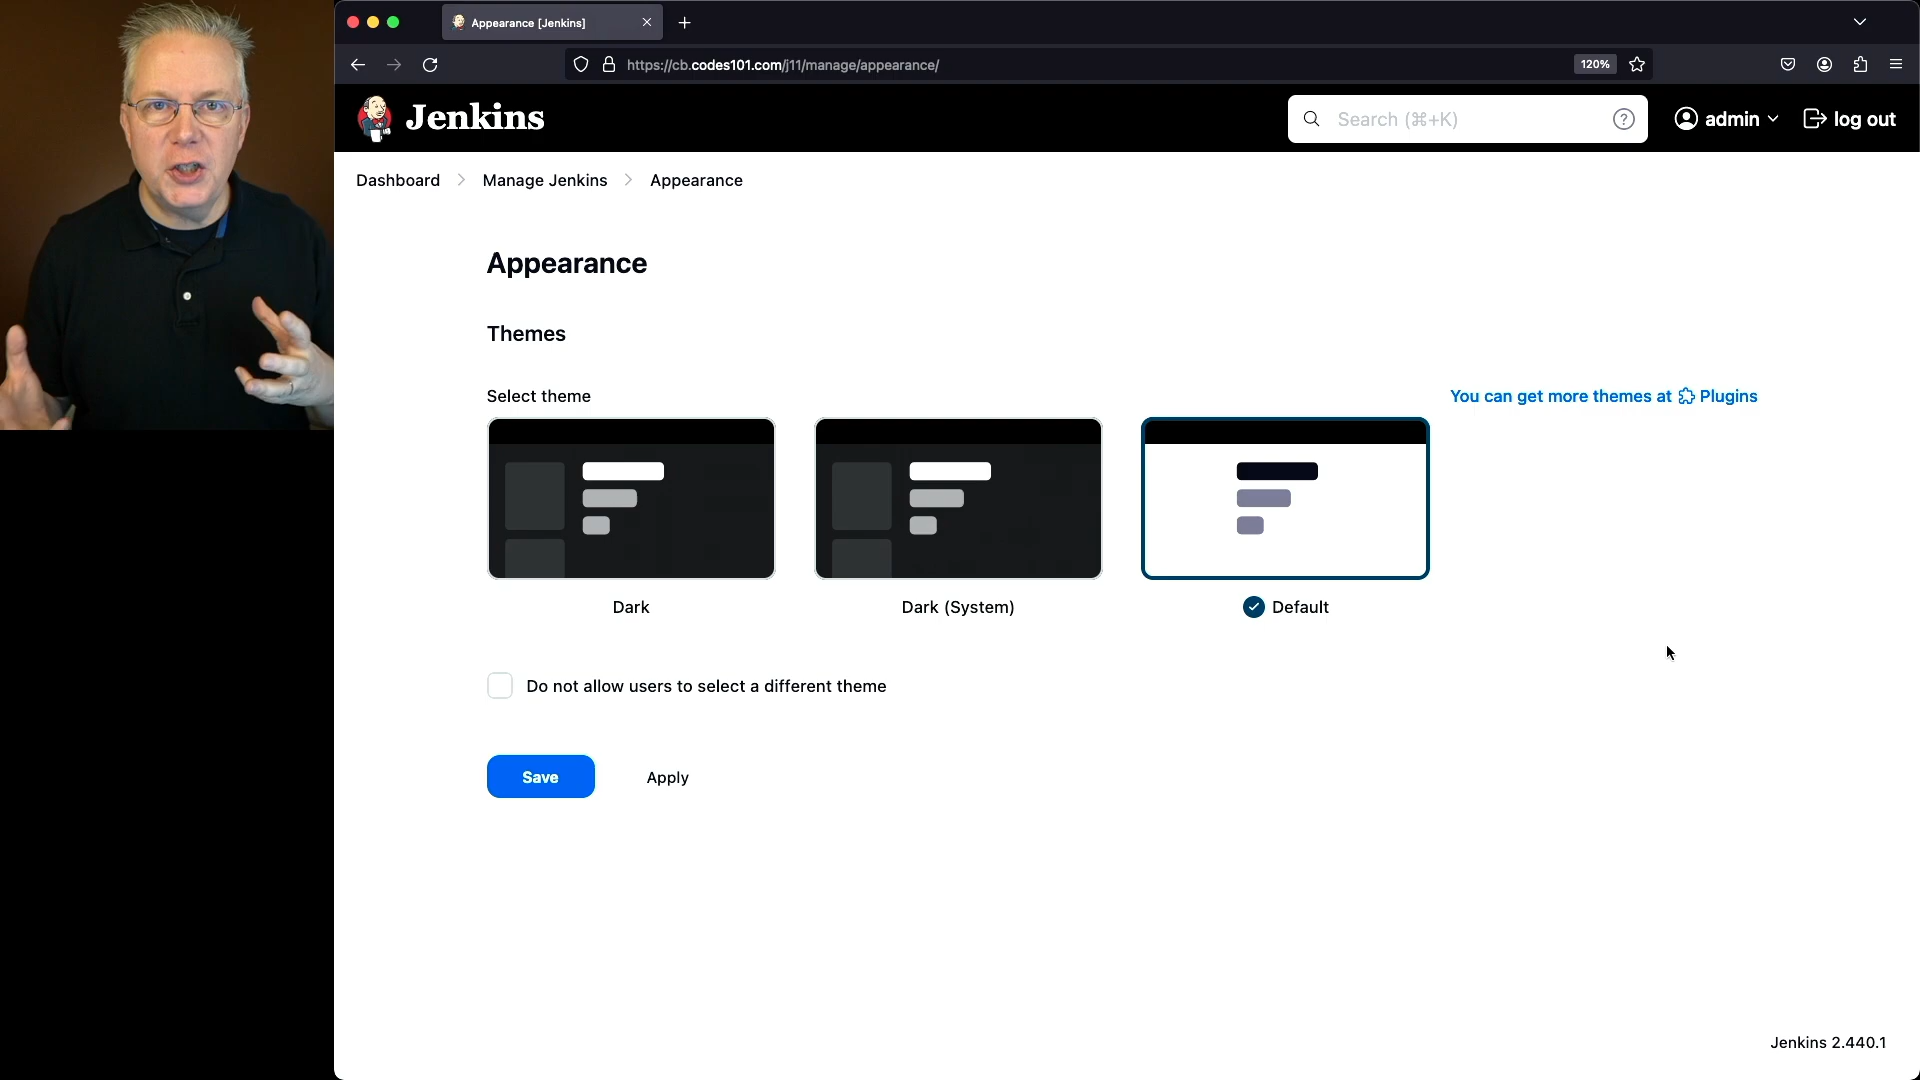 Appearance [Jenkins]
https://cb.codes101.com/j11/manage/appearance/
120%
Jenkins
Search (⌘+K)
?
admin
log out
Dashboard
Manage Jenkins
Appearance
Appearance
Themes
Select theme
You can get more themes at Plugins
Dark
Dark (System)
Default
Do not allow users to select a different theme
Save
Apply
Jenkins 2.440.1